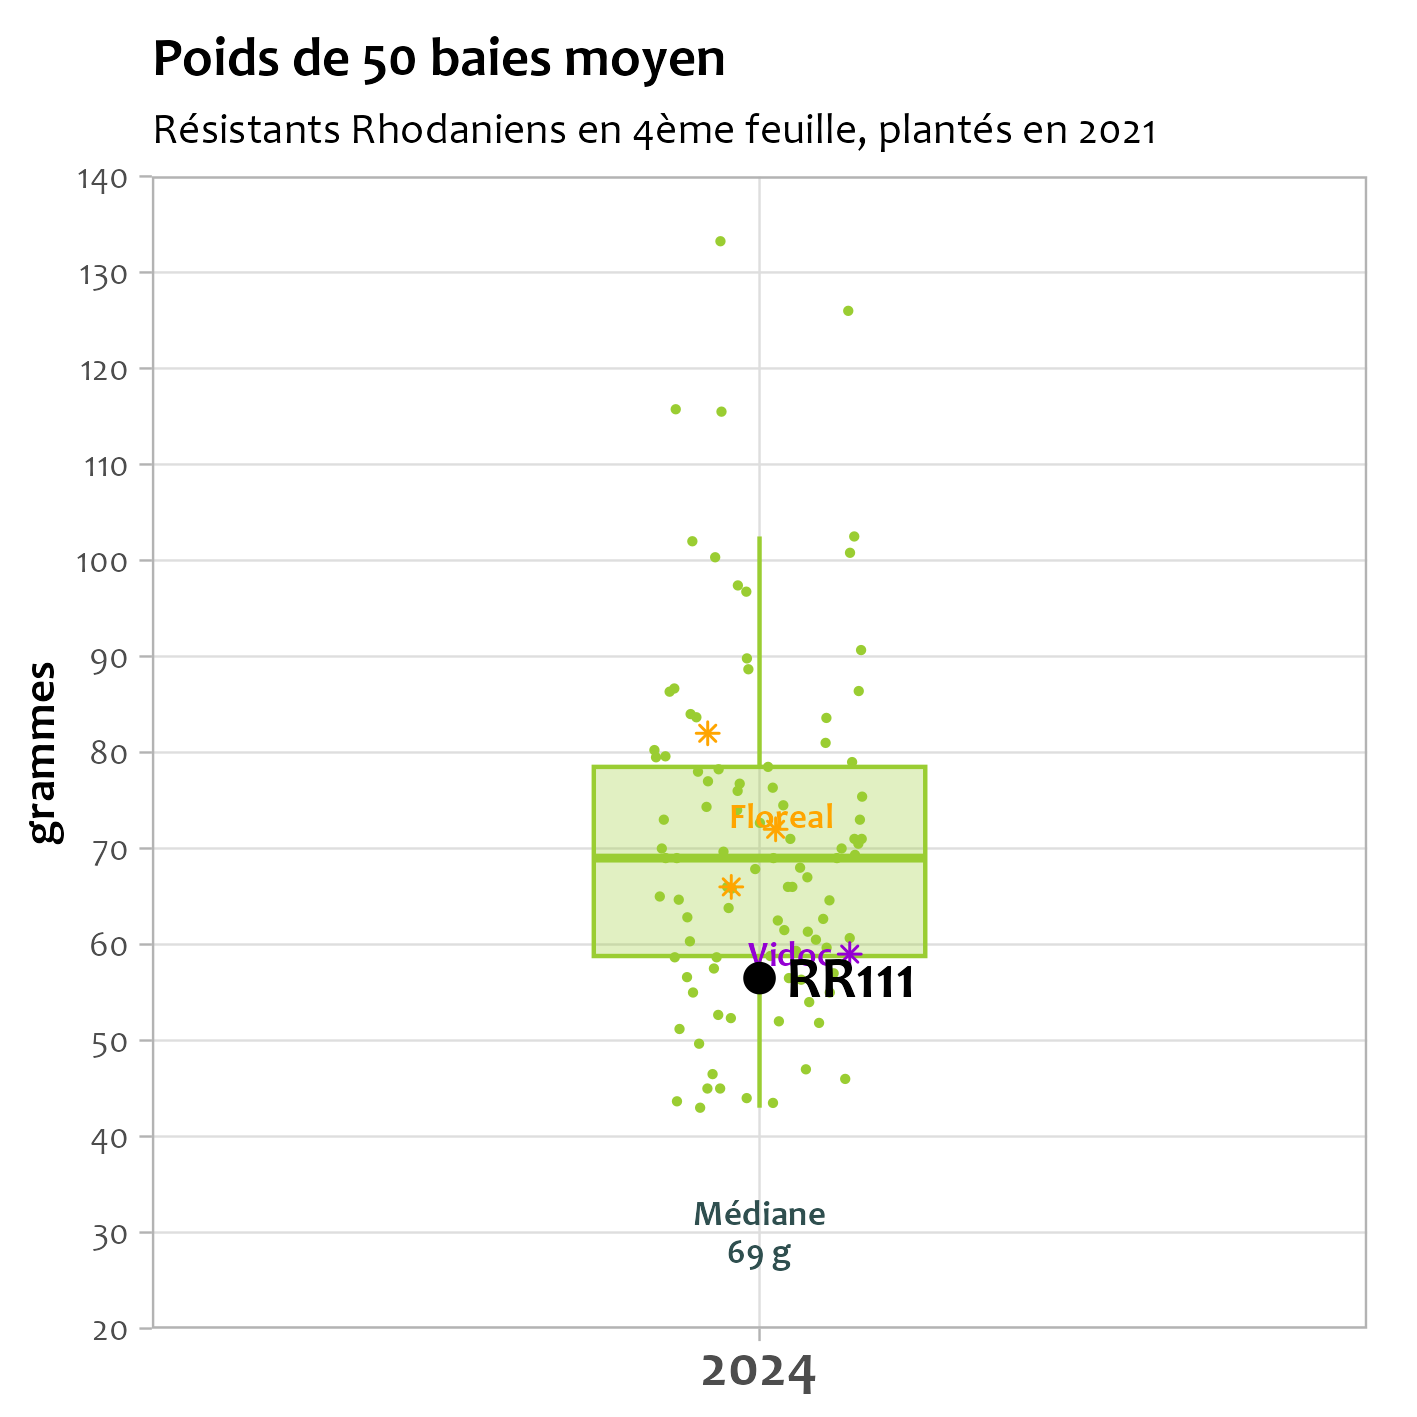 Poids de 50 baies moyen
Résistants Rhodaniens en 4ème feuille, plantés en 2021
140
130
120
110
100
90
80
70
60
50
40
30
20
grammes
Floreal
Vidoc
RR111
Médiane
69 g
2024